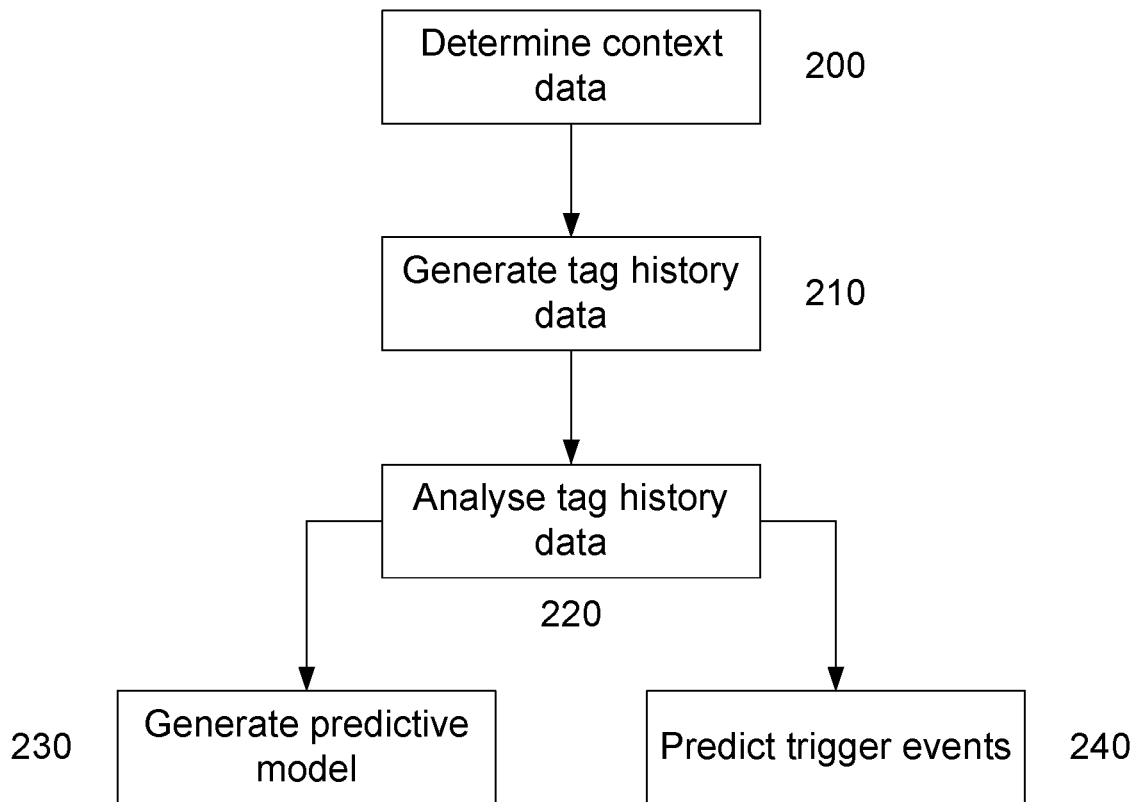 Determine context
data
200
Generate tag history
data
210
Analyse tag history
data
220
230
Generate predictive
model
Predict trigger events
240